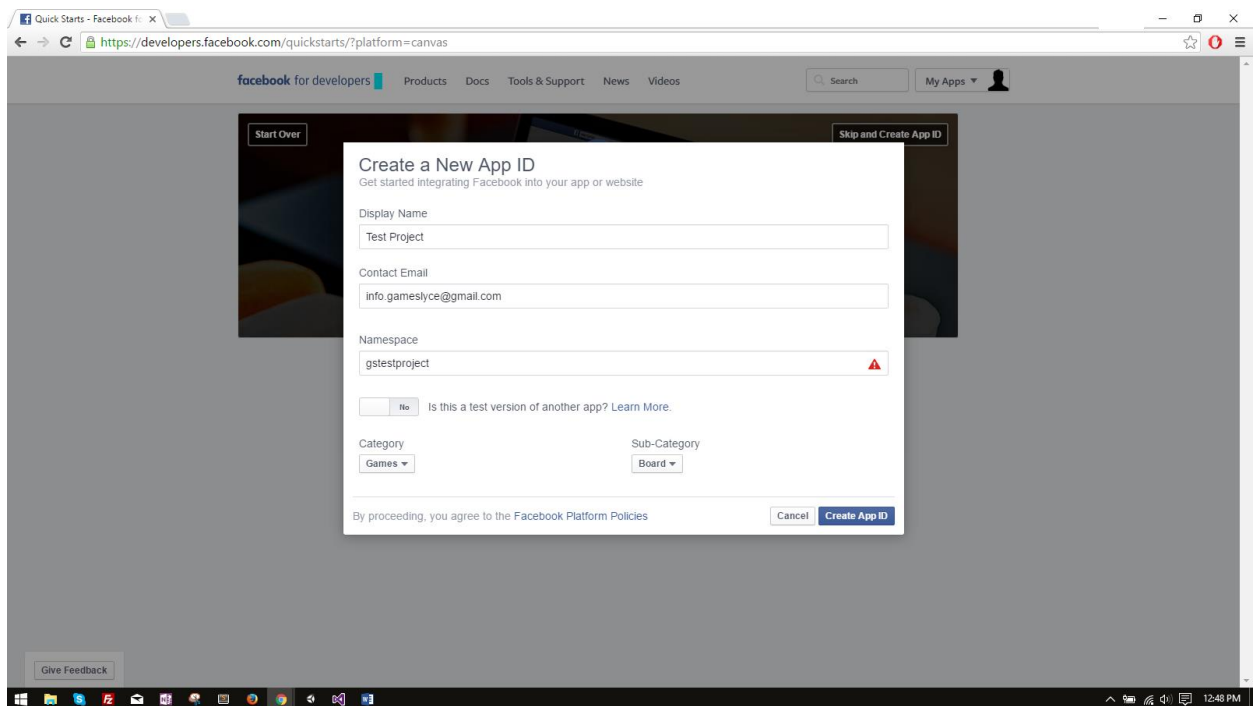 Quick Starts - Facebook fo
https://developers.facebook.com/quickstarts/?platform=canvas
facebook for developers Products Docs Tools & Support News Videos Search My Apps
Start Over Skip and Create App ID
Create a New App ID
Get started integrating Facebook into your app or website
Display Name
Test Project
Contact Email
info.gameslyce@gmail.com
Namespace
gstestproject
No Is this a test version of another app? Learn More.
Category Sub-Category
Games Board
By proceeding, you agree to the Facebook Platform Policies Cancel Create App ID
Give Feedback
12:48 PM